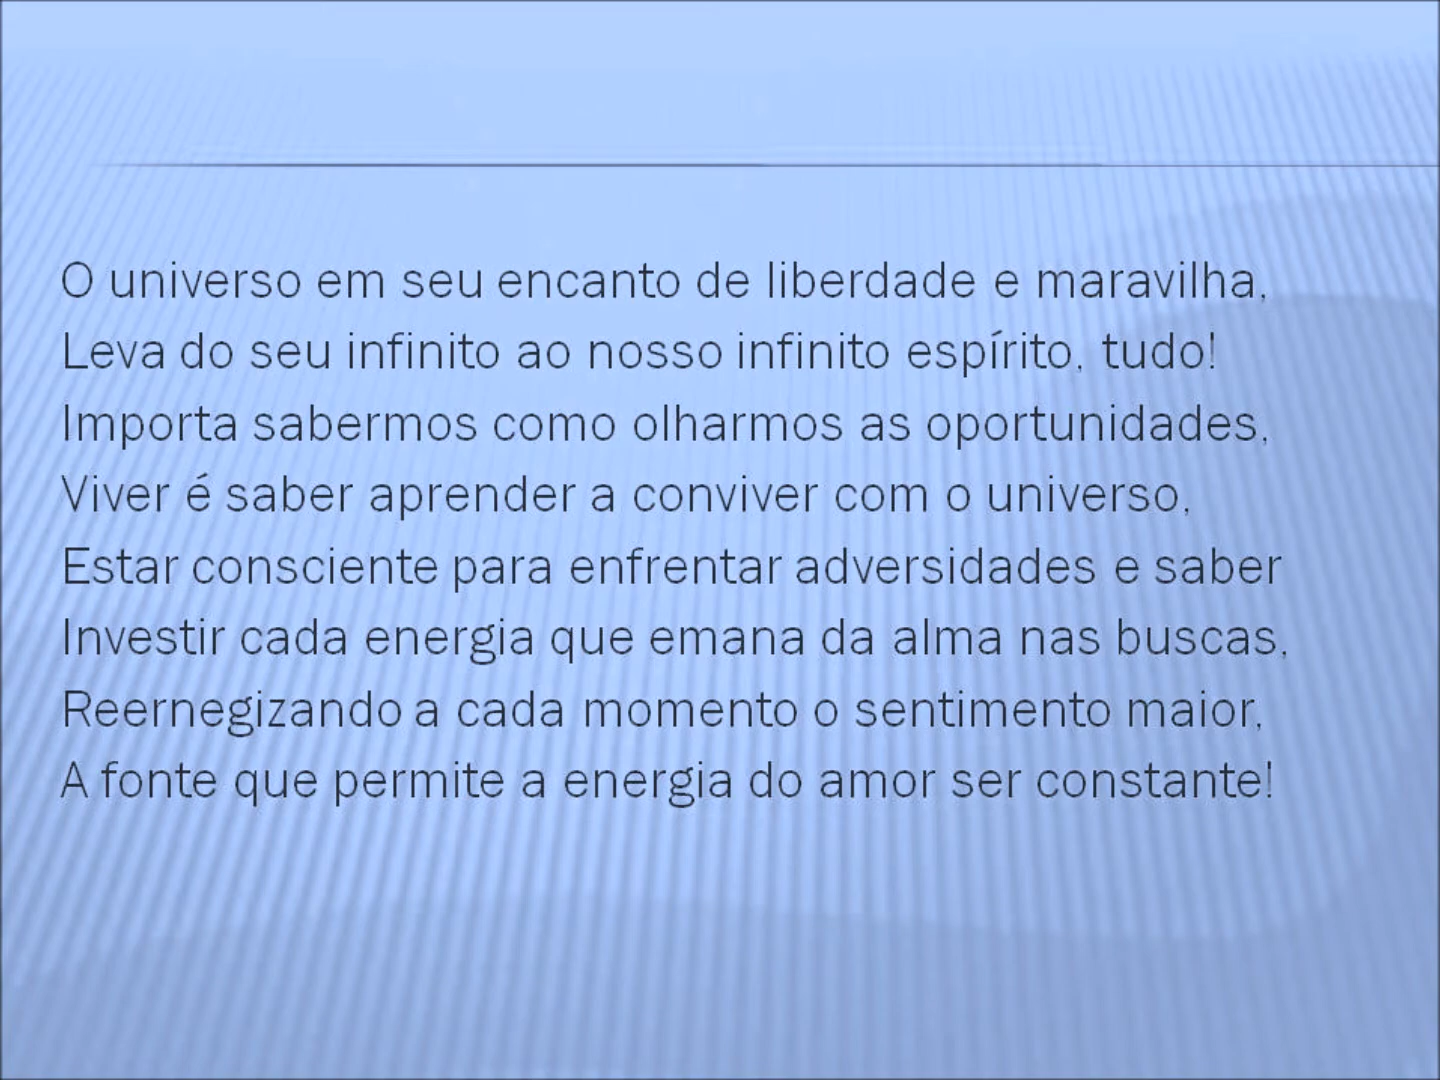 O universo em seu encanto de liberdade e maravilha,
Leva do seu infinito ao nosso infinito espírito, tudo!
Importa sabermos como olharmos as oportunidades,
Viver é saber aprender a conviver com o universo,
Estar consciente para enfrentar adversidades e saber
Investir cada energia que emana da alma nas buscas,
Reernegizando a cada momento o sentimento maior,
A fonte que permite a energia do amor ser constante!